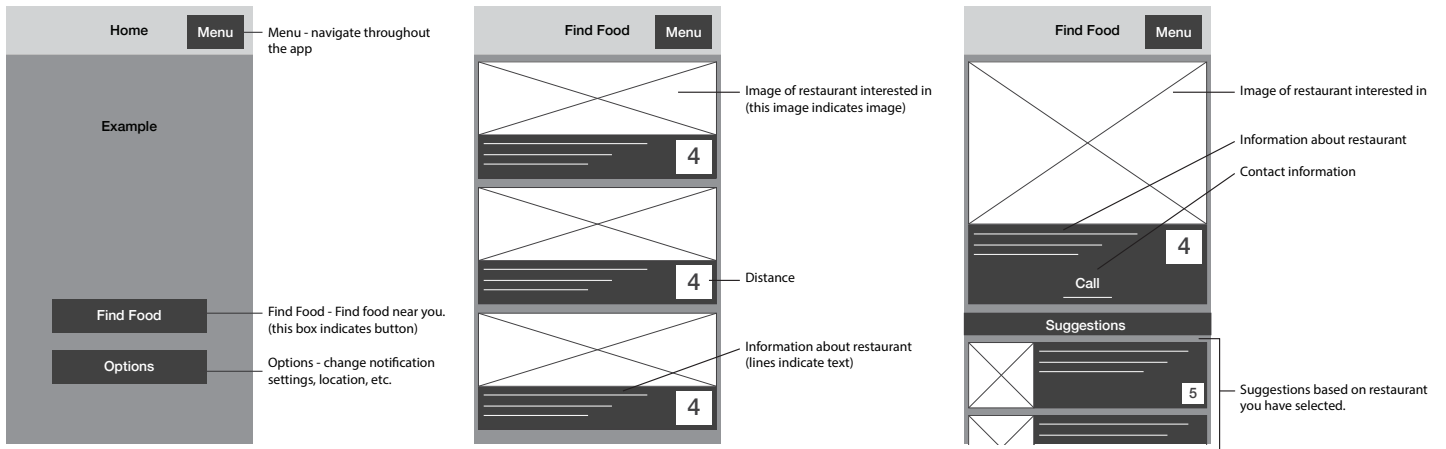 Home
Menu
Menu - navigate throughout
the app
Example
Find Food
Find Food - Find food near you.
(this box indicates button)
Options
Options - change notification
settings, location, etc.
Find Food
Menu
Image of restaurant interested in
(this image indicates image)
4
4
Distance
Information about restaurant
(lines indicate text)
4
Find Food
Menu
Image of restaurant interested in
Information about restaurant
Contact information
4
Call
Suggestions
5
Suggestions based on restaurant
you have selected.